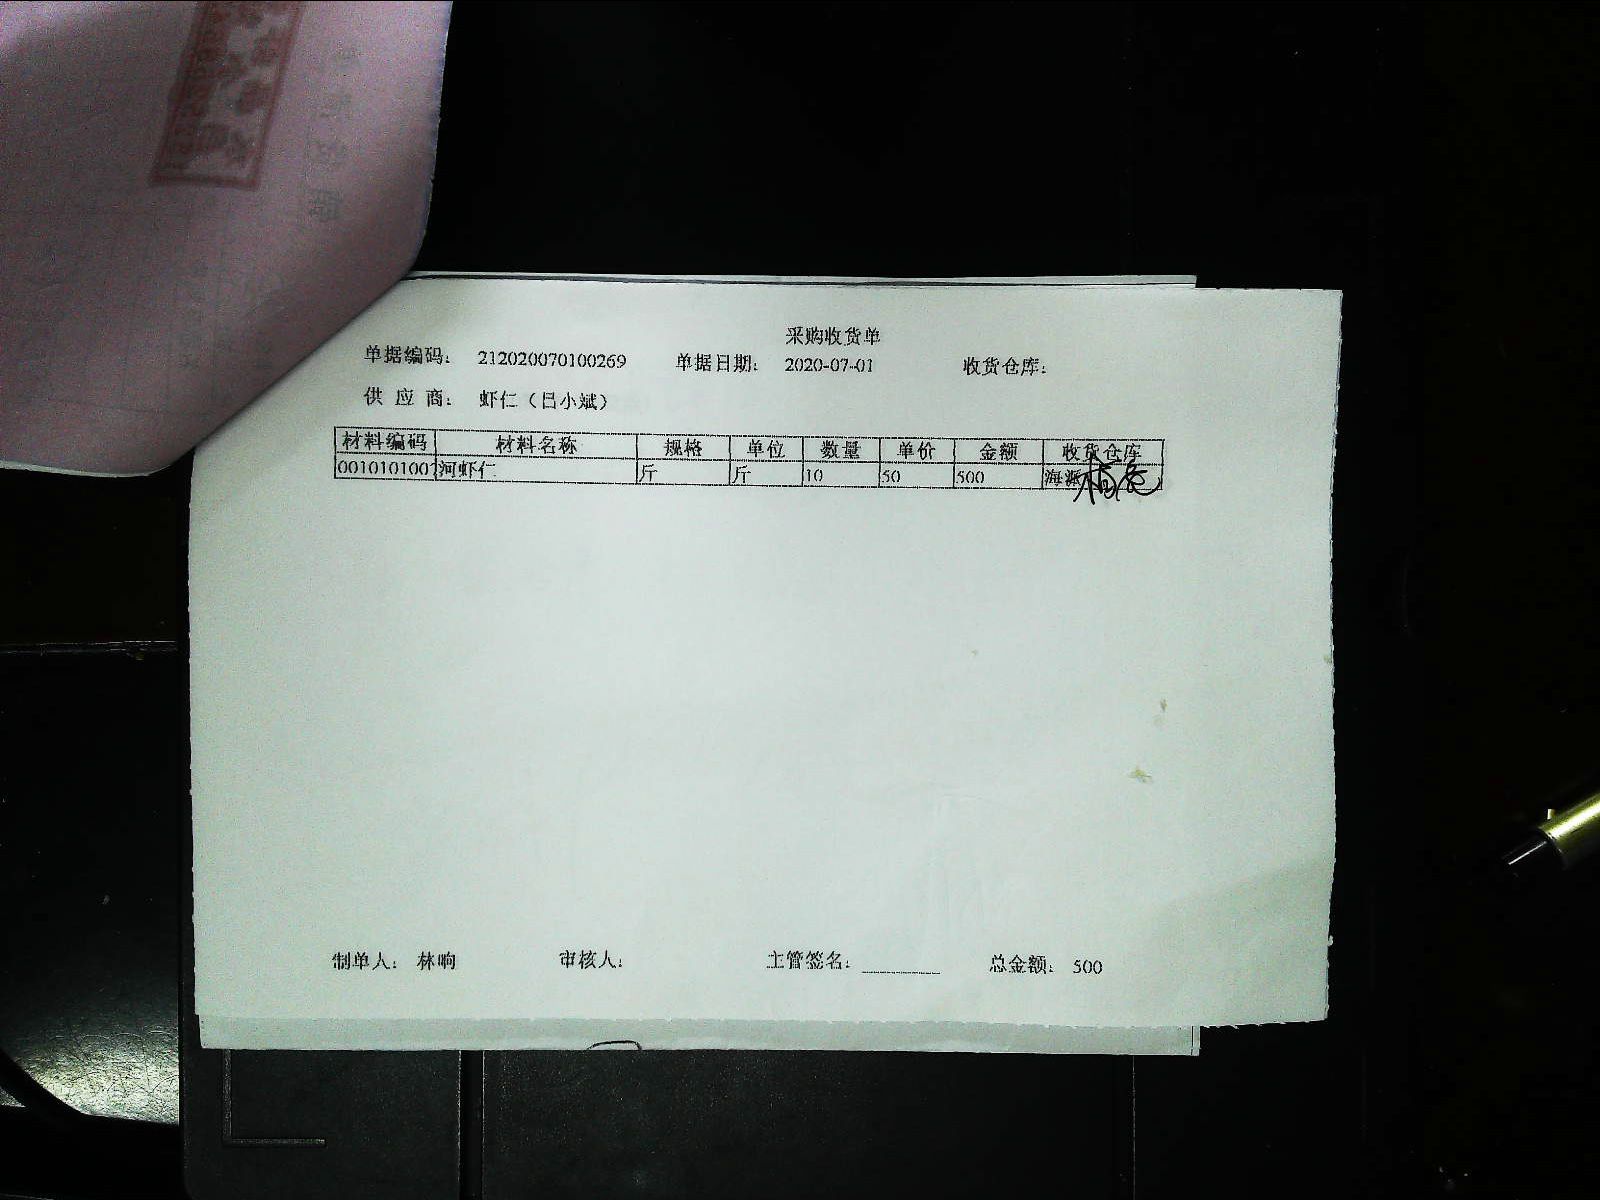 采购收货单
单据编码： 212020070100269 单据日期： 2020-07-01 收货仓库：
供 应 商： 虾仁（吕小斌）
材料编码 材料名称 规格 单位 数量 单价 金额 收货仓库
001010100 河虾仁 斤 斤 10 50 500 海派
制单人： 林响 审核人： 主管签名： 总金额： 500